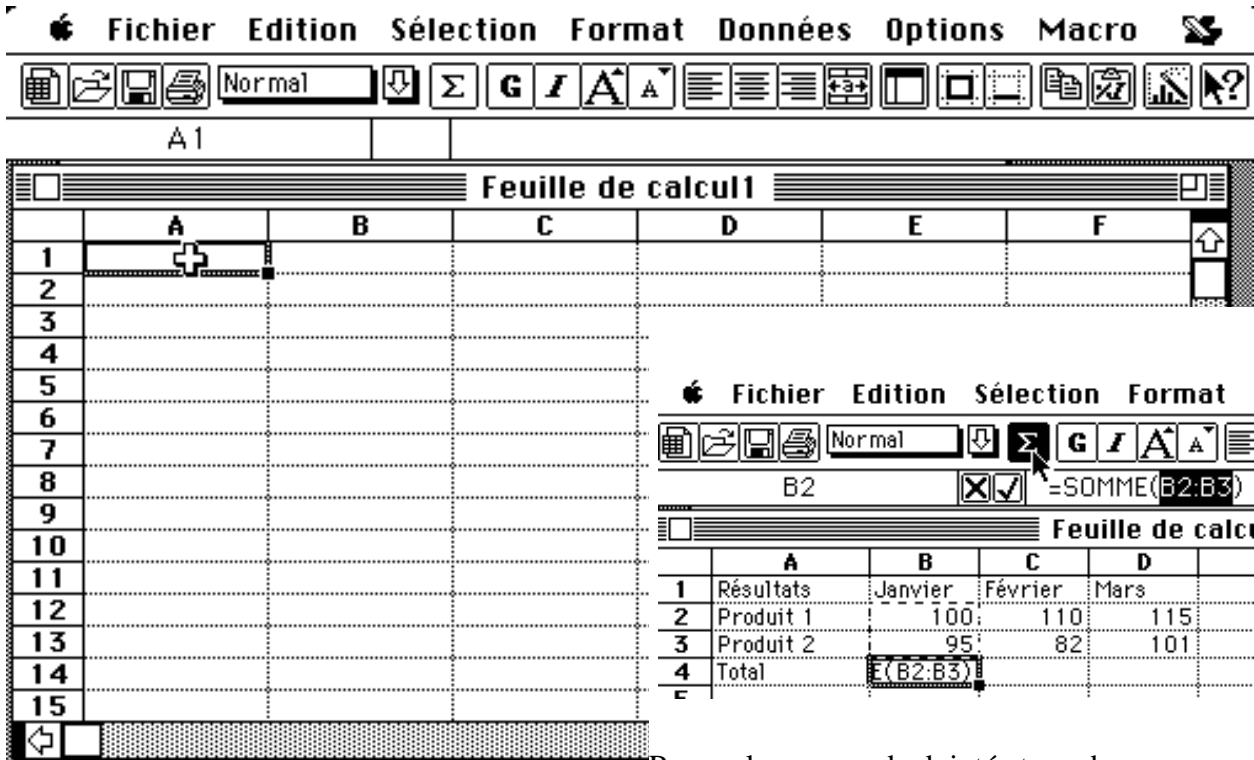 Fichier Edition Sélection Format Données Options Macro
Normal Σ G I A A a ?
A1
Feuille de calcul1
A B C D E F
1
2
3
4
5
6
7
8
9
10
11
12
13
14
15
Fichier Edition Sélection Format
Normal Σ G I A A
B2 =SOMME(B2:B3)
Feuille de calcu
A B C D
1 Résultats Janvier Février Mars
2 Produit 1 100 110 115
3 Produit 2 95 82 101
4 Total E(B2:B3)